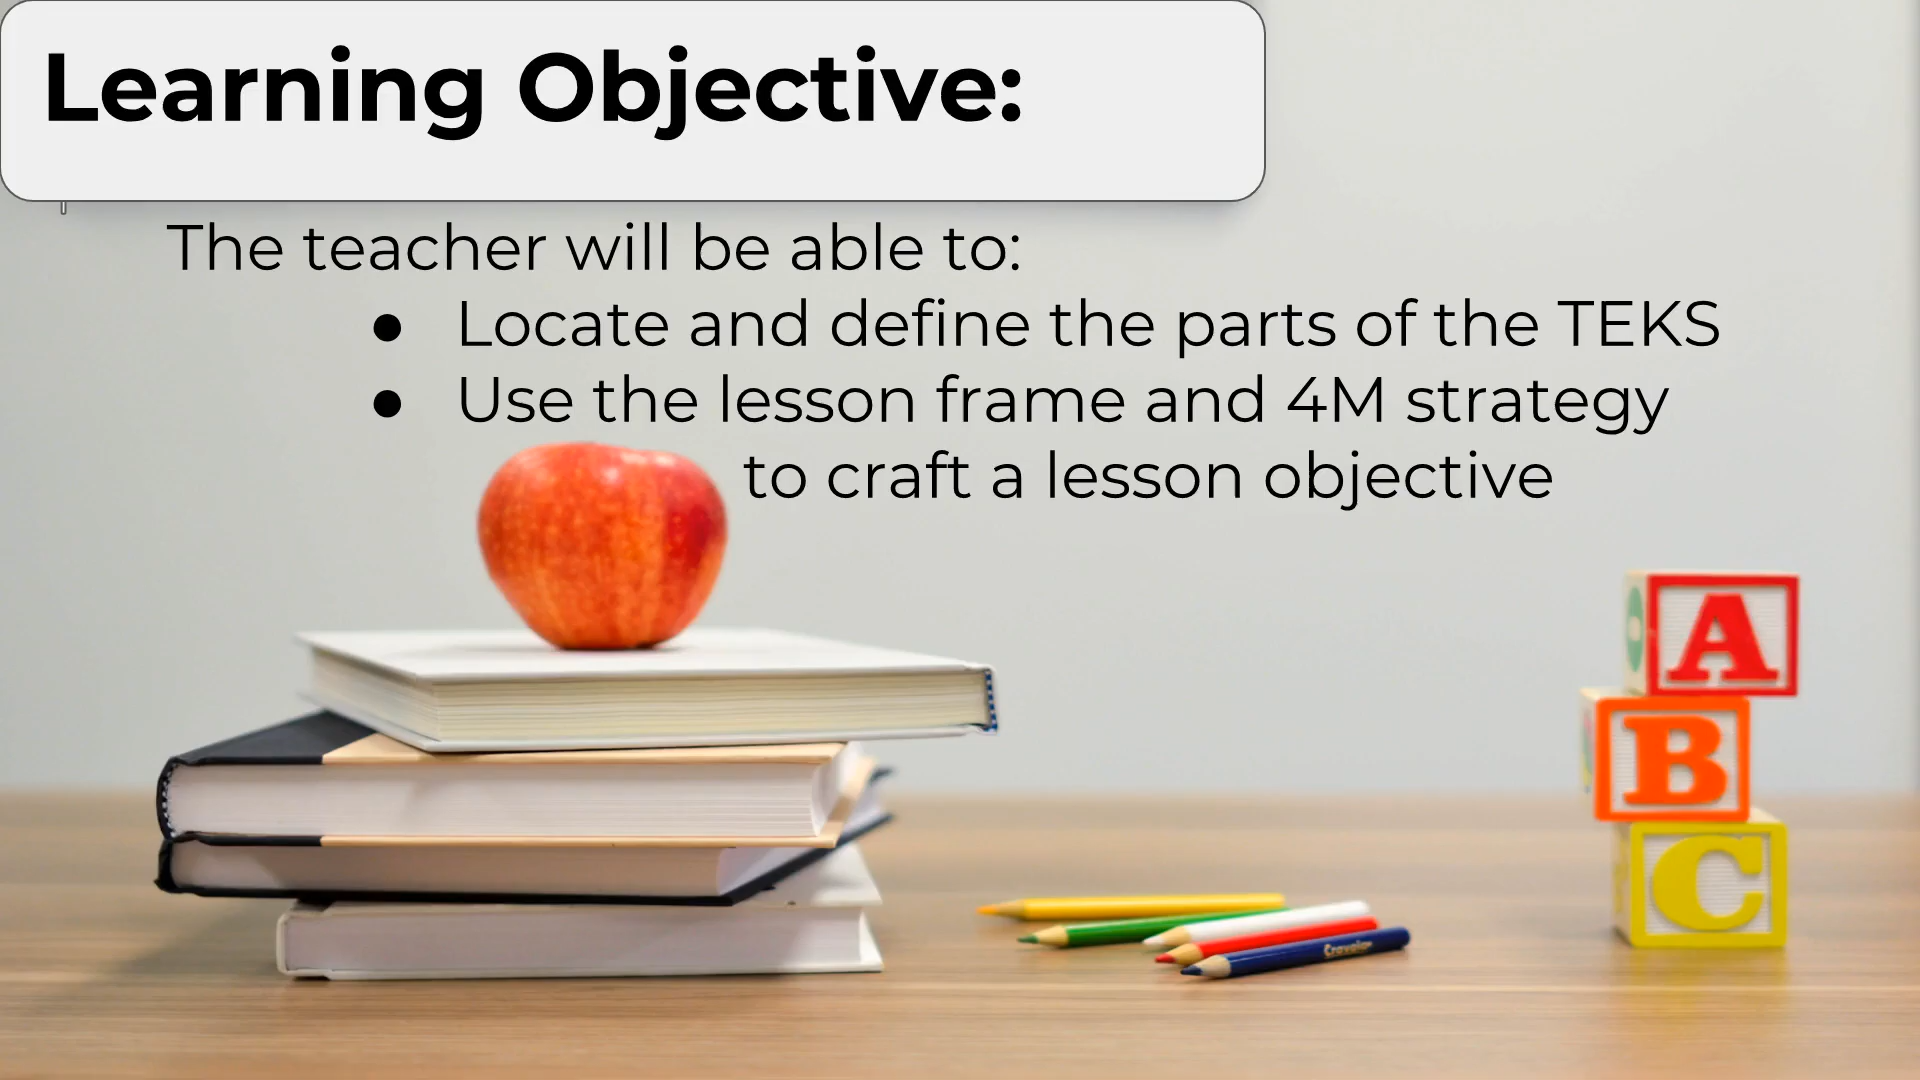 Learning Objective:
The teacher will be able to:
● Locate and define the parts of the TEKS
● Use the lesson frame and 4M strategy
to craft a lesson objective
A
B
C
Crayola